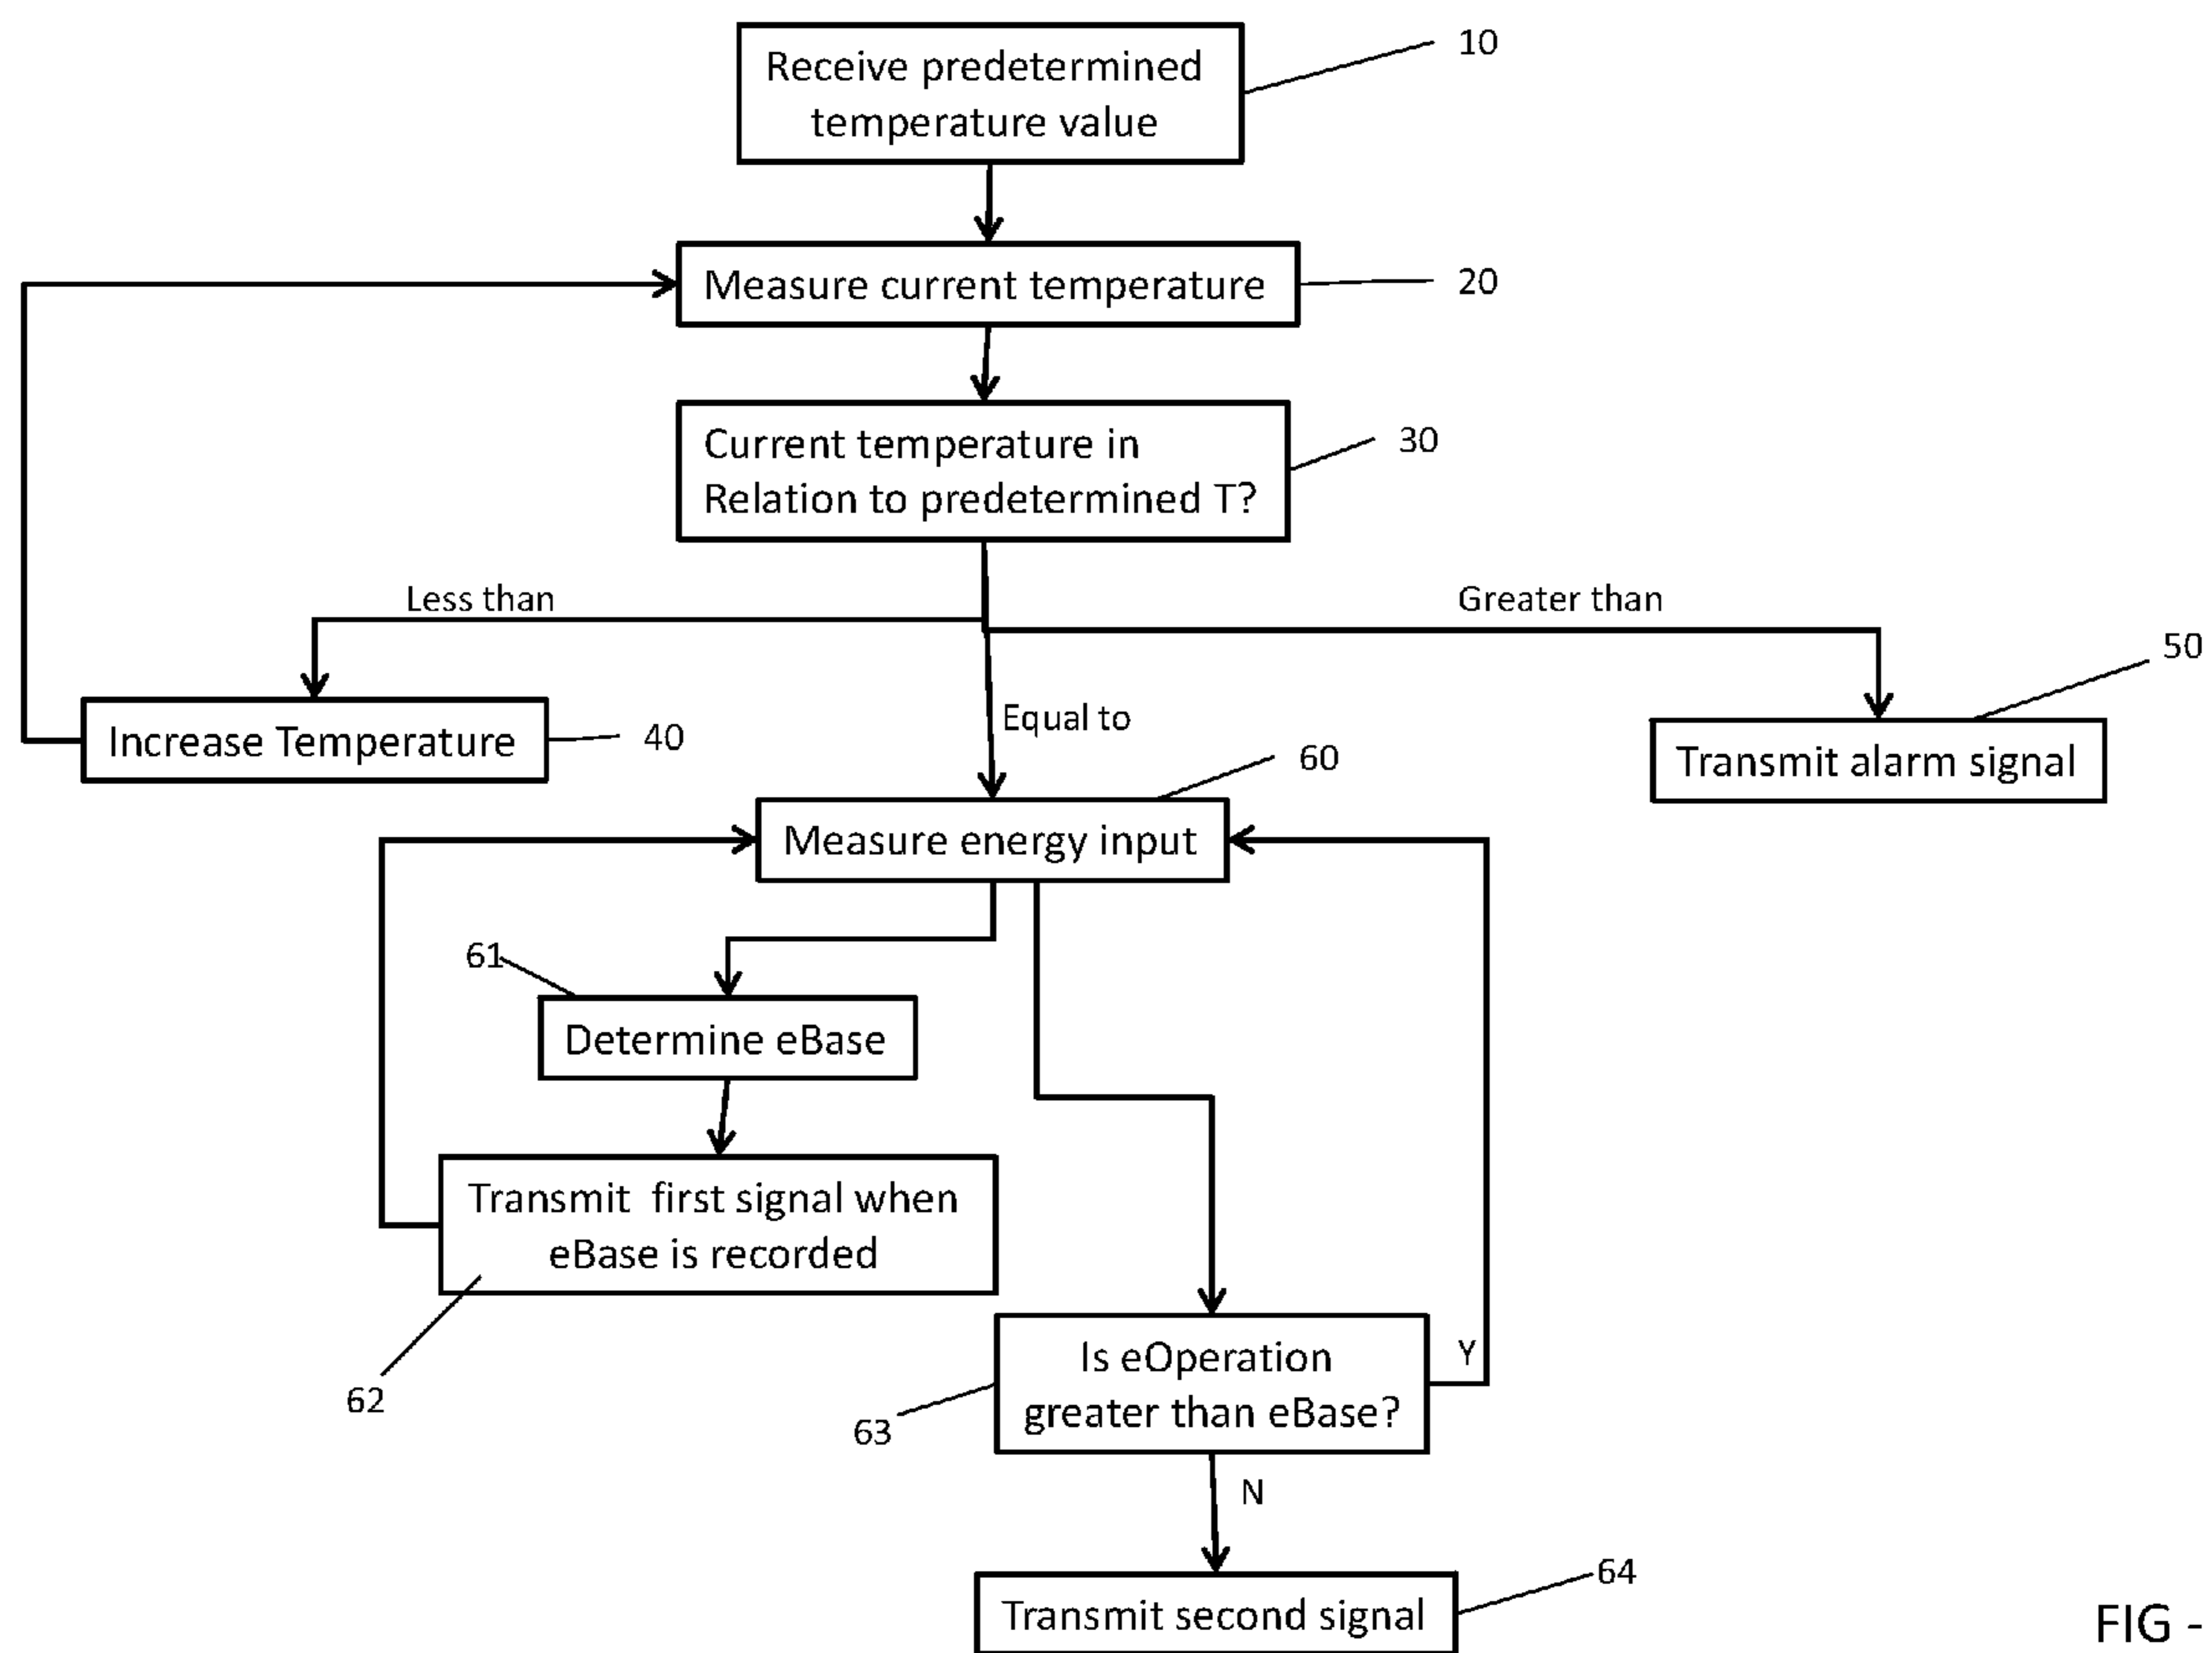 Receive predetermined
temperature value
10
Measure current temperature
20
Current temperature in
Relation to predetermined T?
30
Less than
Greater than
Equal to
50
Increase Temperature
40
Transmit alarm signal
60
Measure energy input
61
Determine eBase
Transmit first signal when
eBase is recorded
62
Is eOperation
greater than eBase?
Y
63
N
64
Transmit second signal
FIG -